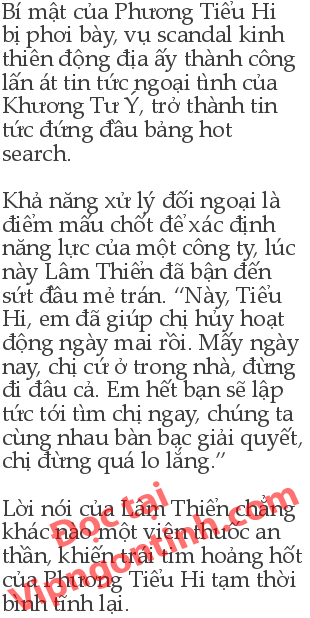 Bí mật của Phương Tiểu Hi
bị phơi bày, vụ scandal kinh
thiên động địa ấy thành công
lấn át tin tức ngoại tình của
Khương Tư Ý, trở thành tin
tức đứng đầu bảng hot
search.
Khả năng xử lý đối ngoại là
điểm mấu chốt để xác định
năng lực của một công ty, lúc
này Lâm Thiển đã bận đến
sứt đầu mẻ trán. “Này, Tiểu
Hi, em đã giúp chị hủy hoạt
động ngày mai rồi. Mấy ngày
nay, chị cứ ở trong nhà, đừng
đi đâu cả. Em hết bạn sẽ lập
tức tới tìm chị ngay, chúng ta
cùng nhau bàn bạc giải quyết,
chị đừng quá lo lắng.”
Lời nói của Lâm Thiển chẳng
khác nào một viên thuốc an
thần, khiến trái tim hoảng hốt
của Phương Tiểu Hi tạm thời
bình tĩnh lại.
Đọc tại
Vipngontinh.com